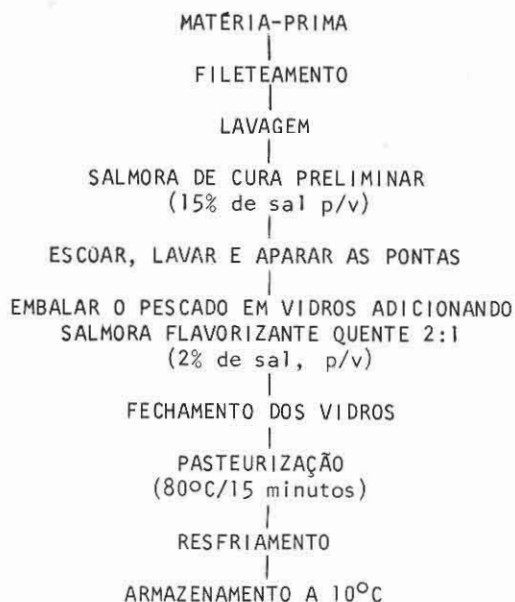 MATÉRIA-PRIMA
FILETEAMENTO
LAVAGEM
SALMORA DE CURA PRELIMINAR
(15% de sal p/v)
ESCOAR, LAVAR E APARAR AS PONTAS
EMBALAR O PESCADO EM VIDROS ADICIONANDO
SALMORA FLAVORIZANTE QUENTE 2:1
(2% de sal, p/v)
FECHAMENTO DOS VIDROS
PASTEURIZAÇÃO
(80ºC/15 minutos)
RESFRIAMENTO
ARMAZENAMENTO A 10ºC